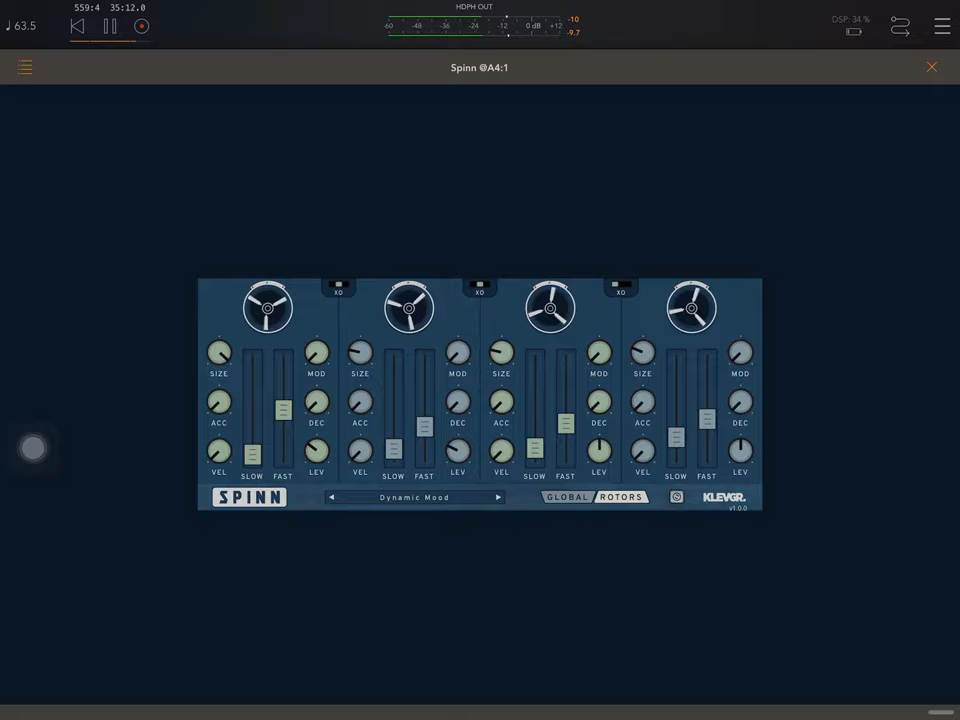 559:4 35:12.0
♩63.5
HDPH OUT
-60 -48 -36 -24 -12 0 dB +12
-10
-9.7
DSP: 34 %
Spinn @A4:1
XO XO XO
SIZE MOD SIZE MOD SIZE MOD SIZE MOD
ACC DEC ACC DEC ACC DEC ACC DEC
VEL SLOW FAST LEV VEL SLOW FAST LEV VEL SLOW FAST LEV VEL SLOW FAST LEV
SPINN Dynamic Mood GLOBAL ROTORS KLEVGR.
v1.0.0